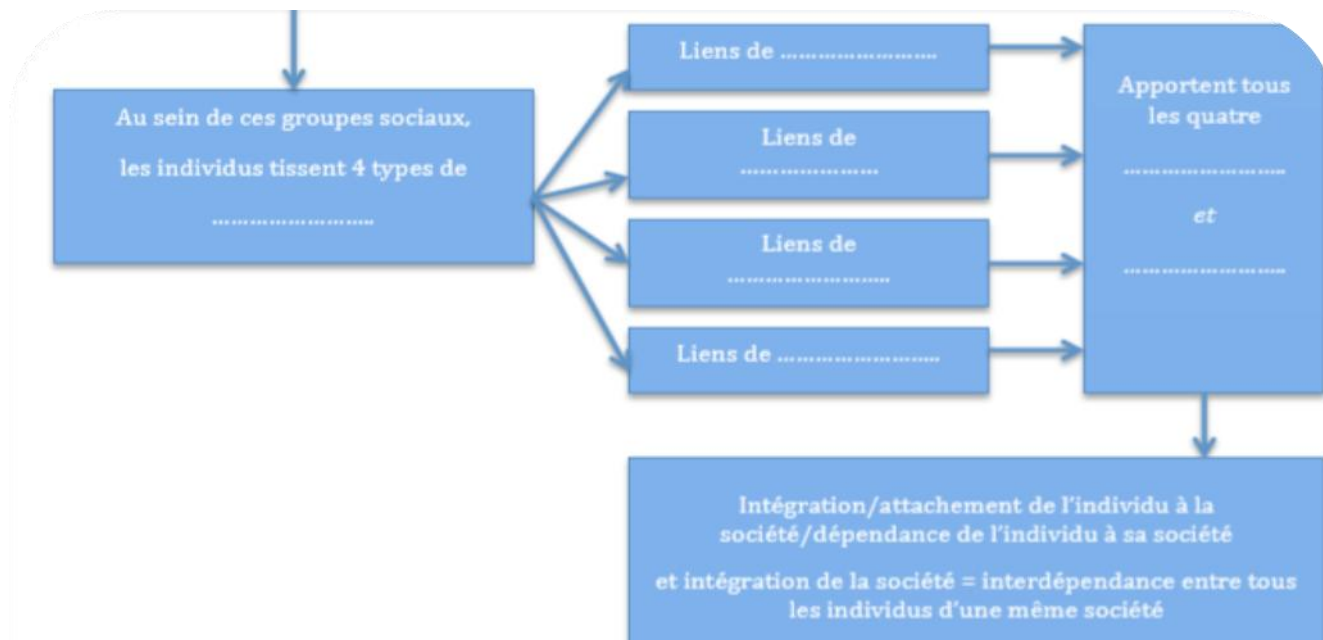 Au sein de ces groupes sociaux,
les individus tissent 4 types de
……………………..
Liens de …………………….
Liens de
…………………
Liens de
……………………..
Liens de ……………………..
Apportent tous
les quatre
……………………..
et
……………………..
Intégration/attachement de l'individu à la
société/dépendance de l'individu à sa société
et intégration de la société = interdépendance entre tous
les individus d'une même société